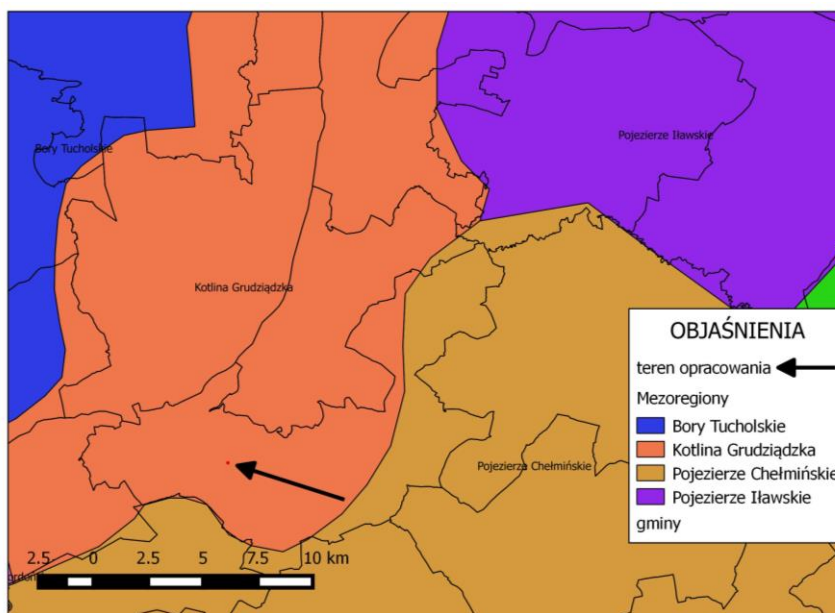 Bory Tucholskie
Pojezierze Iławskie
Kotlina Grudziądzka
Pojezierza Chełmińskie
OBJAŚNIENIA
teren opracowania
Mezoregiony
Bory Tucholskie
Kotlina Grudziądzka
Pojezierze Chełmińskie
Pojezierze Iławskie
gminy
2.5 0 2.5 5 7.5 10 km